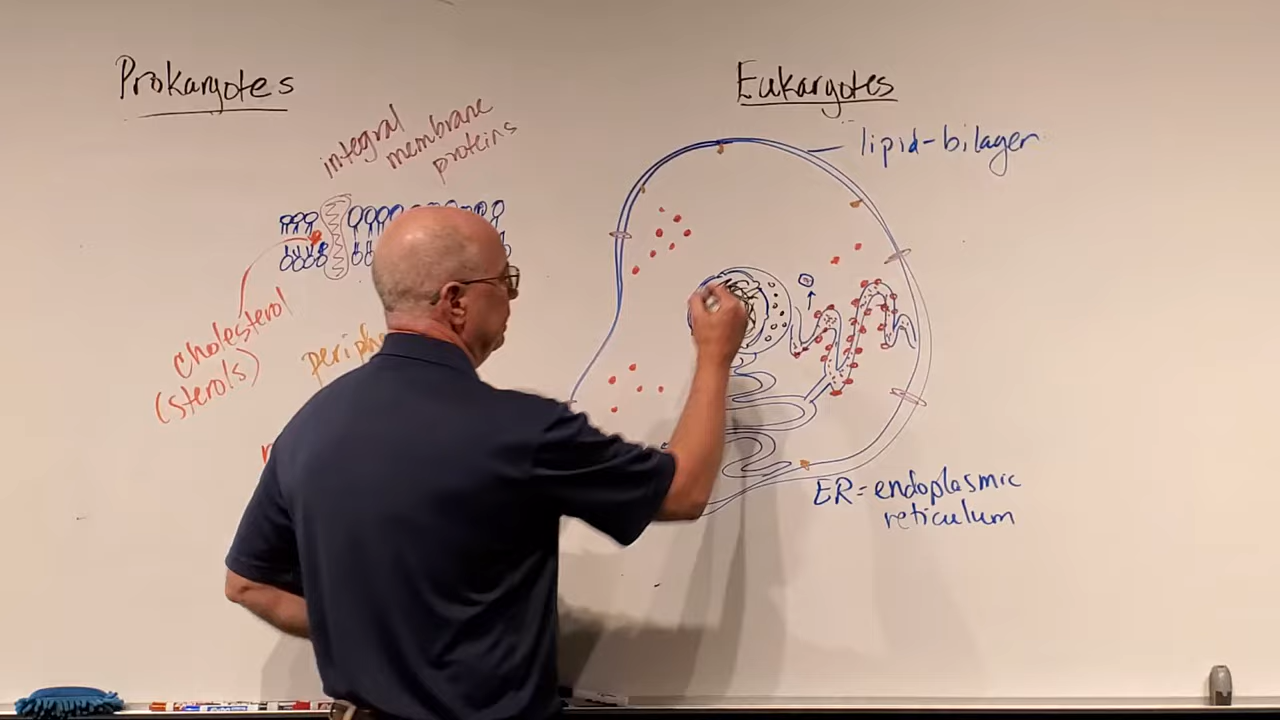 Prokaryotes
integral
membrane
proteins
cholesterol
(sterols)
Eukaryotes
lipid-bilayer
ER = endoplasmic
reticulum